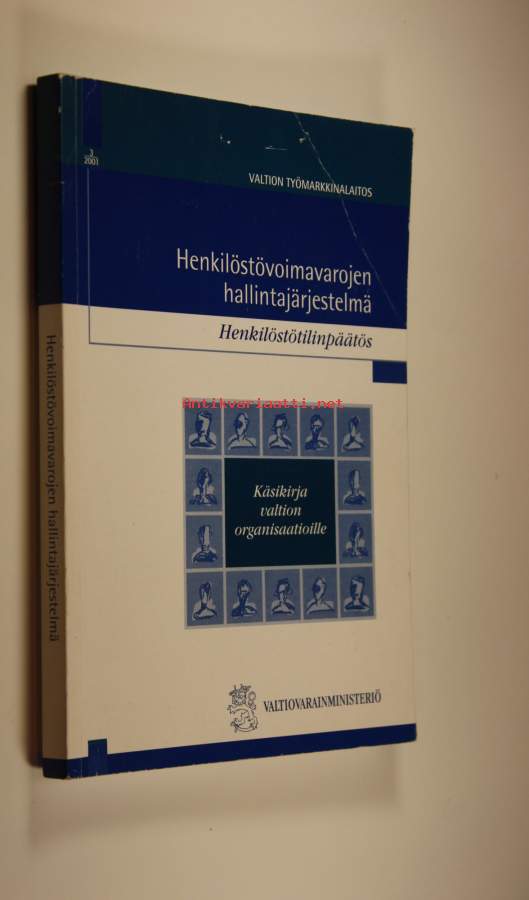 3
2001
VALTION TYÖMARKKINALAITOS
Henkilöstövoimavarojen
hallintajärjestelmä
Henkilöstötilinpäätös
Antikvariaatti.net
Käsikirja
valtion
organisaatioille
VALTIOVARAINMINISTERIÖ
Henkilöstövoimavarojen hallintajärjestelmä